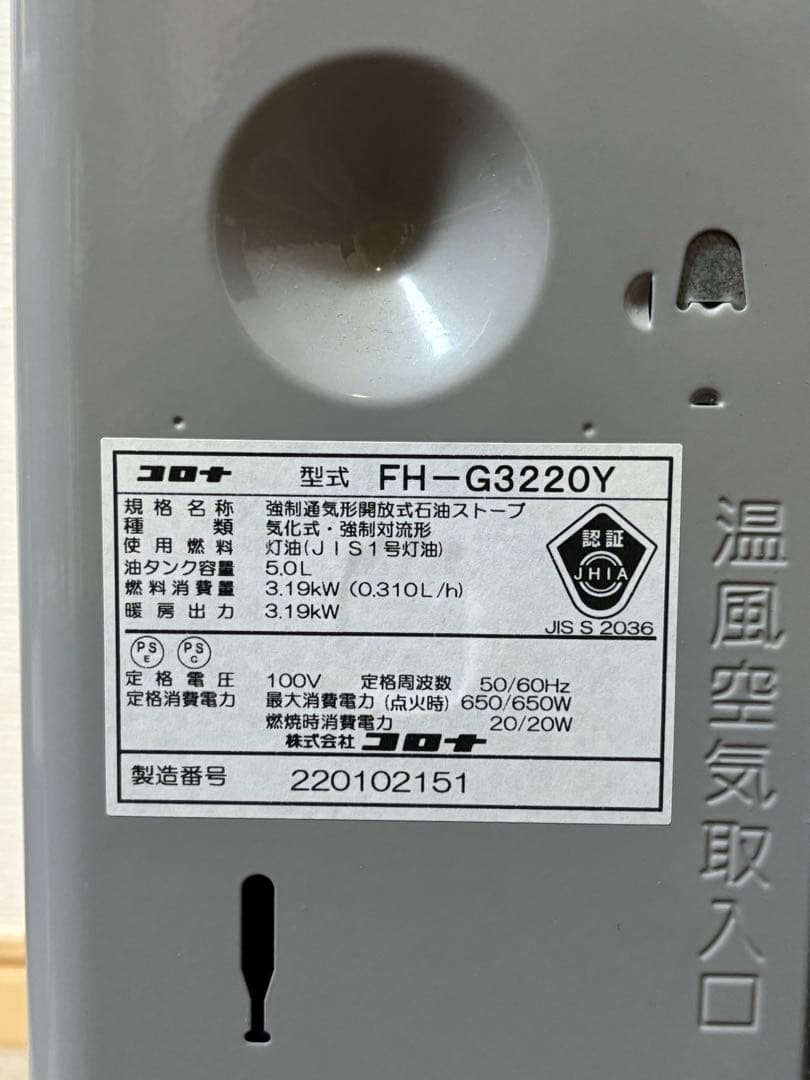 コロナ 型式 FH-G3220Y
規格名称 強制通気形開放式石油ストーブ
種類 気化式・強制対流形
使用燃料 灯油(JIS1号灯油)
油タンク容量 5.0L
燃料消費量 3.19kW (0.310L/h)
暖房出力 3.19kW
認証
JHIA
JIS S 2036
PS E PS C
定格電圧 100V 定格周波数 50/60Hz
定格消費電力 最大消費電力(点火時) 650/650W
燃焼時消費電力 20/20W
株式会社 コロナ
製造番号 220102151
温風空気取入口